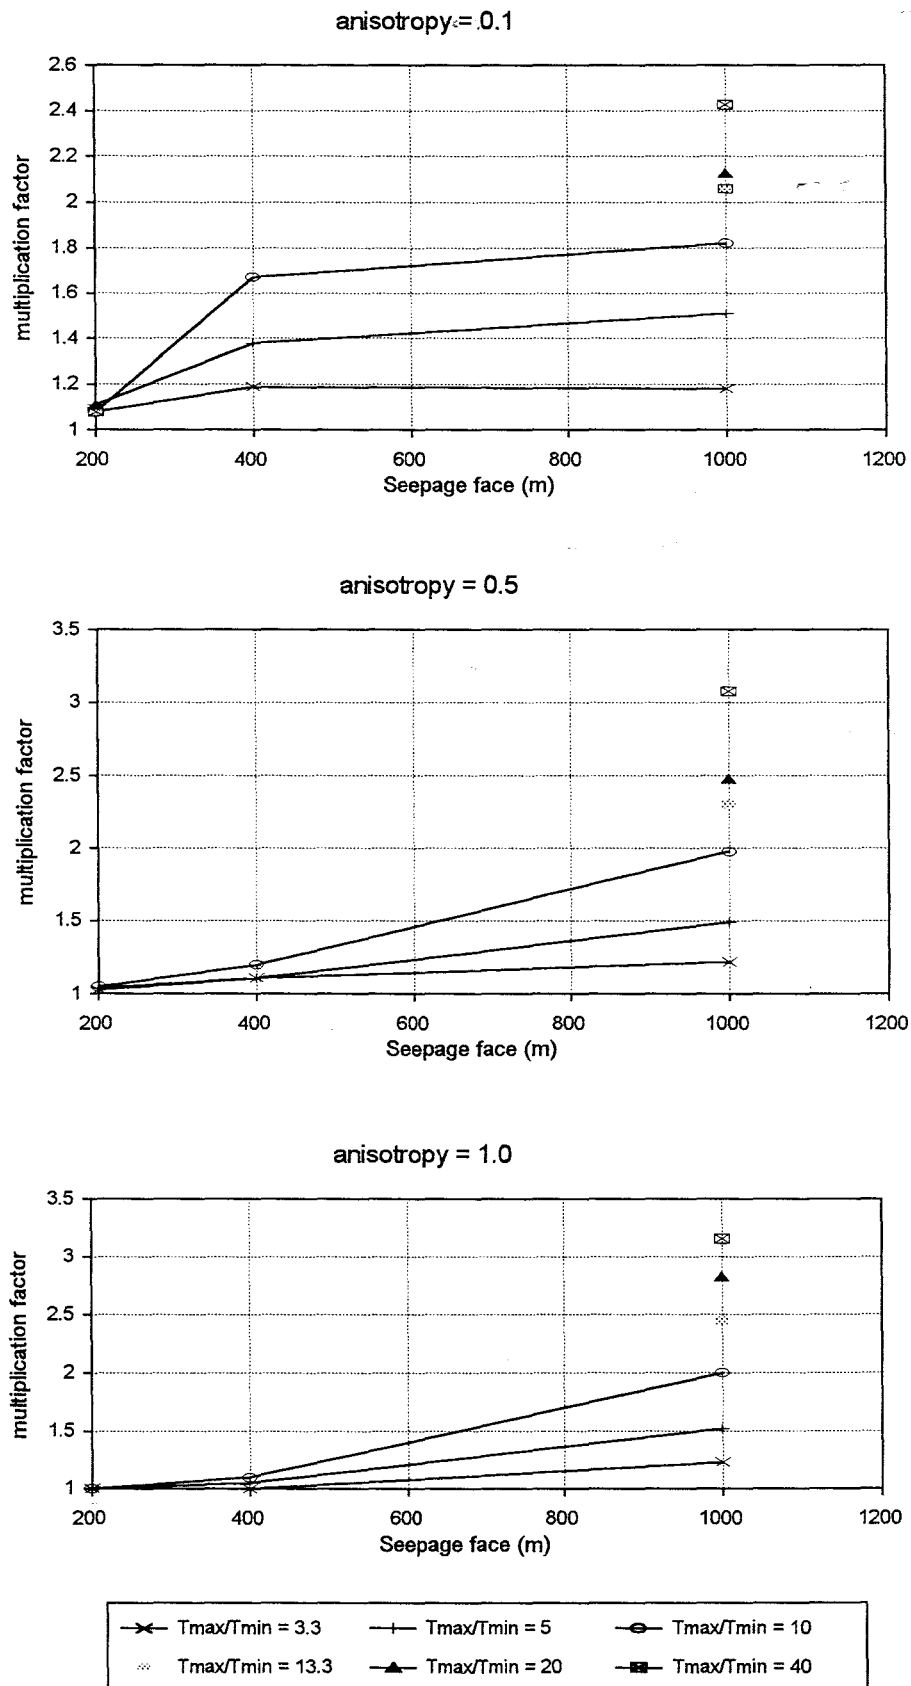 anisotropy = 0.1
2.6
2.4
2.2
2
1.8
1.6
1.4
1.2
1
multiplication factor
200 400 600 800 1000 1200
Seepage face (m)
anisotropy = 0.5
3.5
3
2.5
2
1.5
1
multiplication factor
200 400 600 800 1000 1200
Seepage face (m)
anisotropy = 1.0
3.5
3
2.5
2
1.5
1
multiplication factor
200 400 600 800 1000 1200
Seepage face (m)
Tmax/Tmin = 3.3 Tmax/Tmin = 5 Tmax/Tmin = 10
Tmax/Tmin = 13.3 Tmax/Tmin = 20 Tmax/Tmin = 40